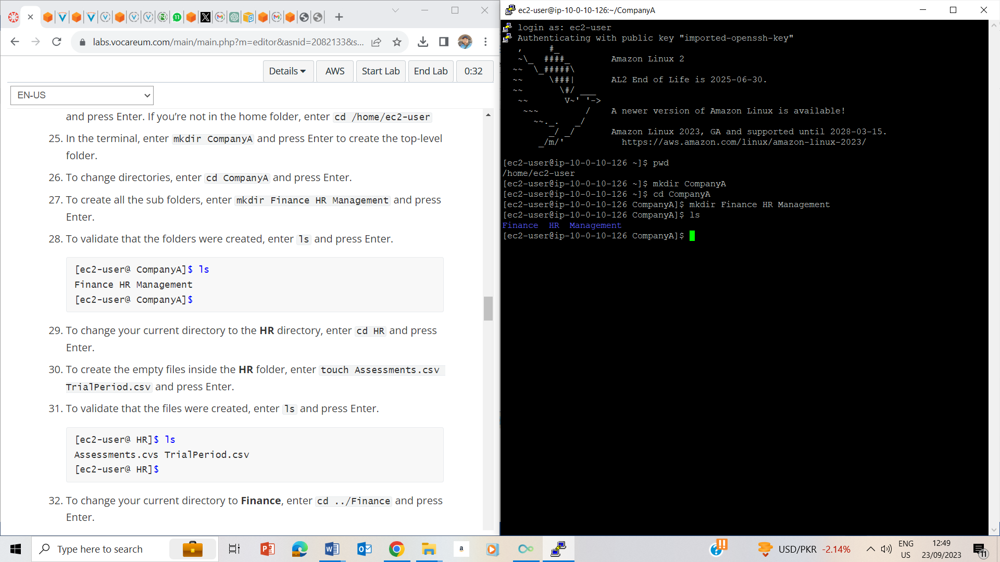 labs.vocareum.com/main/main.php?m=editor&asnid=2082133&s...
Details
AWS
Start Lab
End Lab
0:32
EN-US
and press Enter. If you’re not in the home folder, enter cd /home/ec2-user
25. In the terminal, enter mkdir CompanyA and press Enter to create the top-level
folder.
26. To change directories, enter cd CompanyA and press Enter.
27. To create all the sub folders, enter mkdir Finance HR Management and press
Enter.
28. To validate that the folders were created, enter ls and press Enter.
[ec2-user@ CompanyA]$ ls
Finance HR Management
[ec2-user@ CompanyA]$
29. To change your current directory to the HR directory, enter cd HR and press
Enter.
30. To create the empty files inside the HR folder, enter touch Assessments.csv
TrialPeriod.csv and press Enter.
31. To validate that the files were created, enter ls and press Enter.
[ec2-user@ HR]$ ls
Assessments.cvs TrialPeriod.csv
[ec2-user@ HR]$
32. To change your current directory to Finance, enter cd ../Finance and press
Enter.
ec2-user@ip-10-0-10-126:~/CompanyA
login as: ec2-user
Authenticating with public key "imported-openssh-key"
   ,     #_
   ~\_  ####_        Amazon Linux 2
  ~~  \_#####\
  ~~     \###|       AL2 End of Life is 2025-06-30.
  ~~       \#/ ___
   ~~       V~' '->
    ~~~         /    A newer version of Amazon Linux is available!
      ~~._.   _/
         _/ _/       Amazon Linux 2023, GA and supported until 2028-03-15.
       _/m/'           https://aws.amazon.com/linux/amazon-linux-2023/
[ec2-user@ip-10-0-10-126 ~]$ pwd
/home/ec2-user
[ec2-user@ip-10-0-10-126 ~]$ mkdir CompanyA
[ec2-user@ip-10-0-10-126 ~]$ cd CompanyA
[ec2-user@ip-10-0-10-126 CompanyA]$ mkdir Finance HR Management
[ec2-user@ip-10-0-10-126 CompanyA]$ ls
Finance  HR  Management
[ec2-user@ip-10-0-10-126 CompanyA]$
Type here to search
USD/PKR -2.14%
ENG
US
12:49
23/09/2023
11